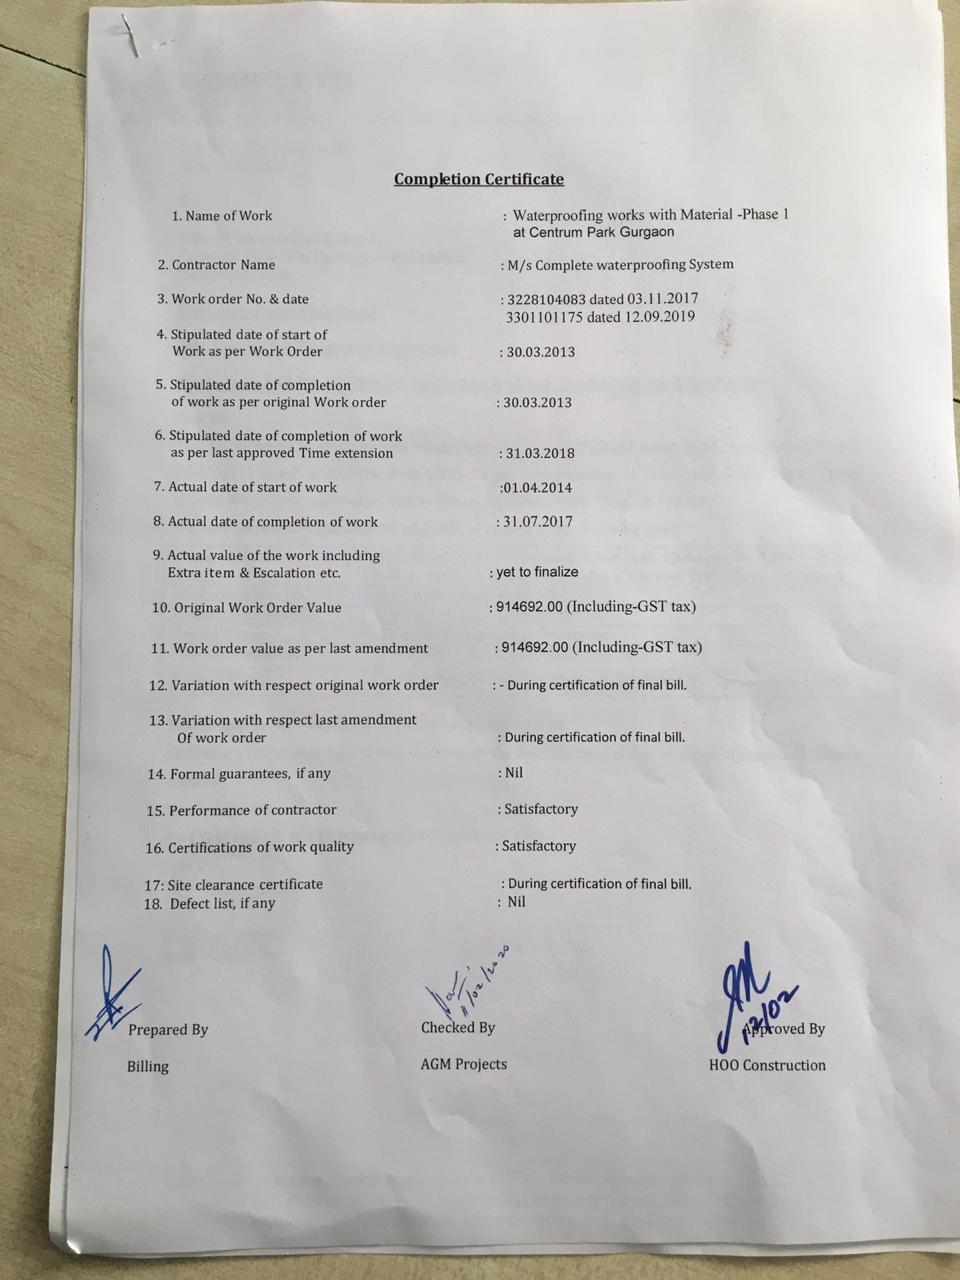 Completion Certificate
1. Name of Work : Waterproofing works with Material -Phase 1
at Centrum Park Gurgaon
2. Contractor Name : M/s Complete waterproofing System
3. Work order No. & date : 3228104083 dated 03.11.2017
3301101175 dated 12.09.2019
4. Stipulated date of start of
Work as per Work Order : 30.03.2013
5. Stipulated date of completion
of work as per original Work order : 30.03.2013
6. Stipulated date of completion of work
as per last approved Time extension : 31.03.2018
7. Actual date of start of work :01.04.2014
8. Actual date of completion of work : 31.07.2017
9. Actual value of the work including
Extra item & Escalation etc. : yet to finalize
10. Original Work Order Value : 914692.00 (Including-GST tax)
11. Work order value as per last amendment : 914692.00 (Including-GST tax)
12. Variation with respect original work order : - During certification of final bill.
13. Variation with respect last amendment
Of work order : During certification of final bill.
14. Formal guarantees, if any : Nil
15. Performance of contractor : Satisfactory
16. Certifications of work quality : Satisfactory
17: Site clearance certificate : During certification of final bill.
18. Defect list, if any : Nil
11/02/2020
12/02
Prepared By Checked By Approved By
Billing AGM Projects HOO Construction